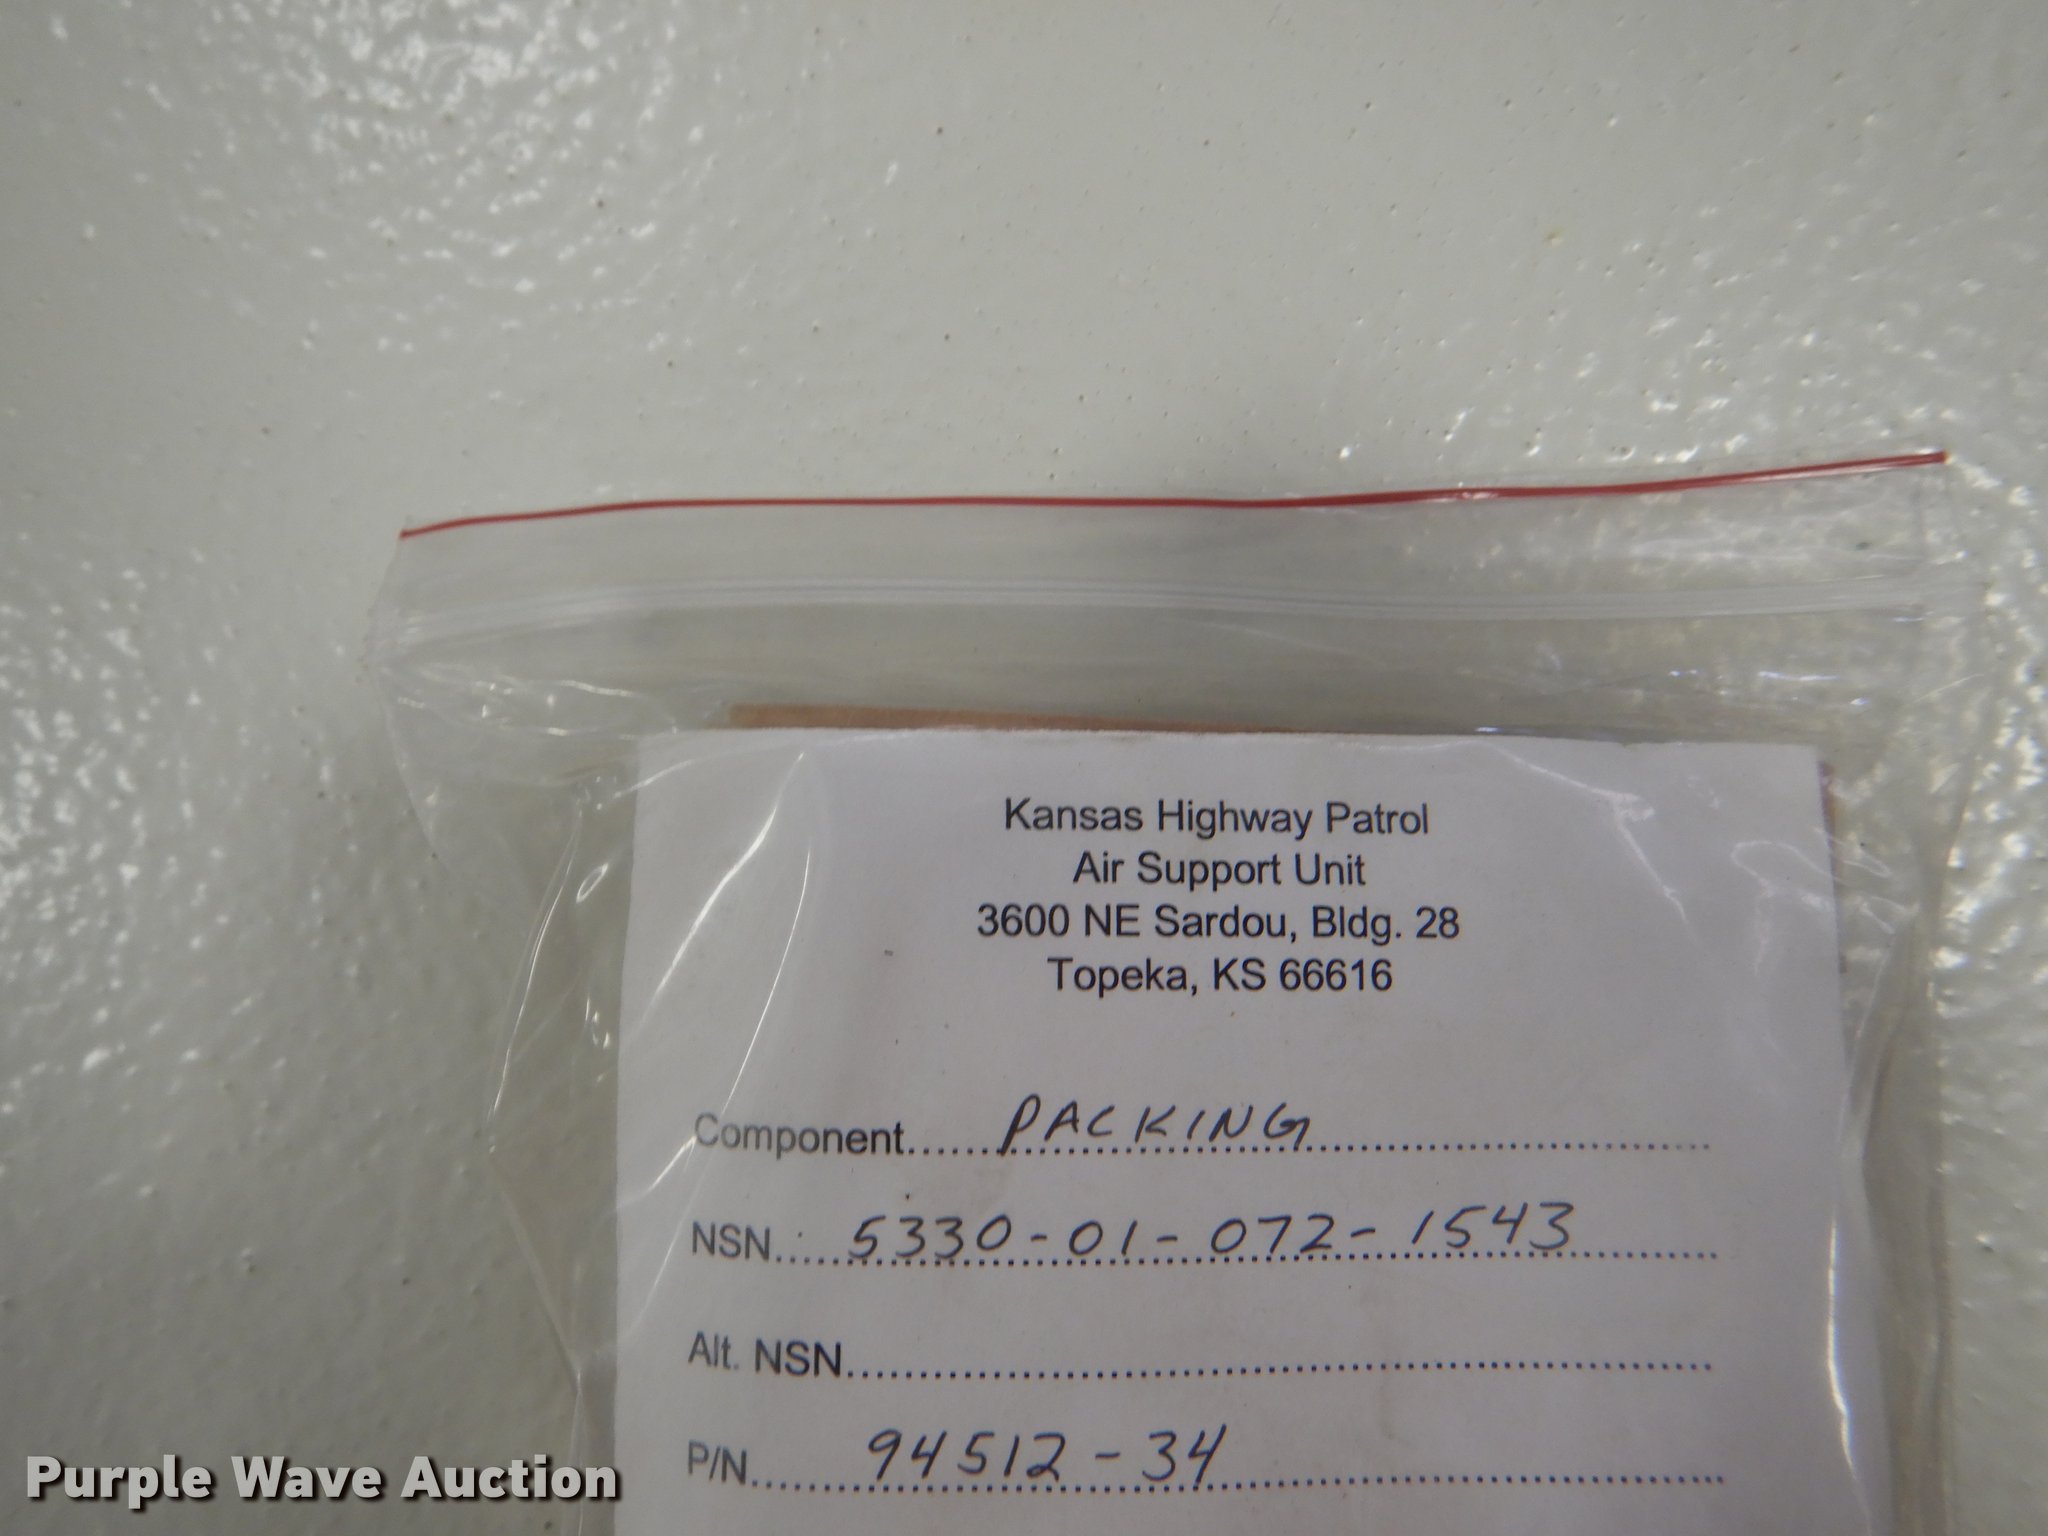 Kansas Highway Patrol
Air Support Unit
3600 NE Sardou, Bldg. 28
Topeka, KS 66616
Component......PACKING..............................
NSN.....5330-01-072-1543..........
Alt. NSN..........................................................
P/N.......94512-34..................................
Purple Wave Auction